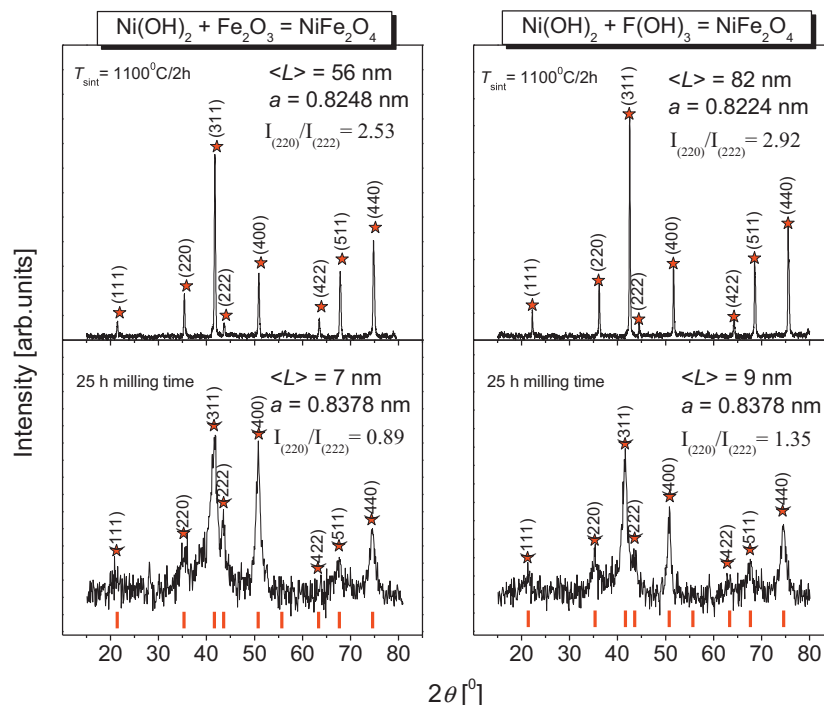 Ni(OH)₂ + Fe₂O₃ = NiFe₂O₄
T_sint = 1100⁰C/2h
<L> = 56 nm
a = 0.8248 nm
I₍₂₂₀₎/I₍₂₂₂₎ = 2.53
(111)
(220)
(311)
(222)
(400)
(422)
(511)
(440)
Ni(OH)₂ + F(OH)₃ = NiFe₂O₄
T_sint = 1100⁰C/2h
<L> = 82 nm
a = 0.8224 nm
I₍₂₂₀₎/I₍₂₂₂₎ = 2.92
(111)
(220)
(311)
(222)
(400)
(422)
(511)
(440)
Intensity [arb.units]
25 h milling time
<L> = 7 nm
a = 0.8378 nm
I₍₂₂₀₎/I₍₂₂₂₎ = 0.89
(111)
(220)
(311)
(222)
(400)
(422)
(511)
(440)
10 20 30 40 50 60 70 80
25 h milling time
<L> = 9 nm
a = 0.8378 nm
I₍₂₂₀₎/I₍₂₂₂₎ = 1.35
(111)
(220)
(311)
(222)
(400)
(422)
(511)
(440)
20 30 40 50 60 70 80
2θ [⁰]